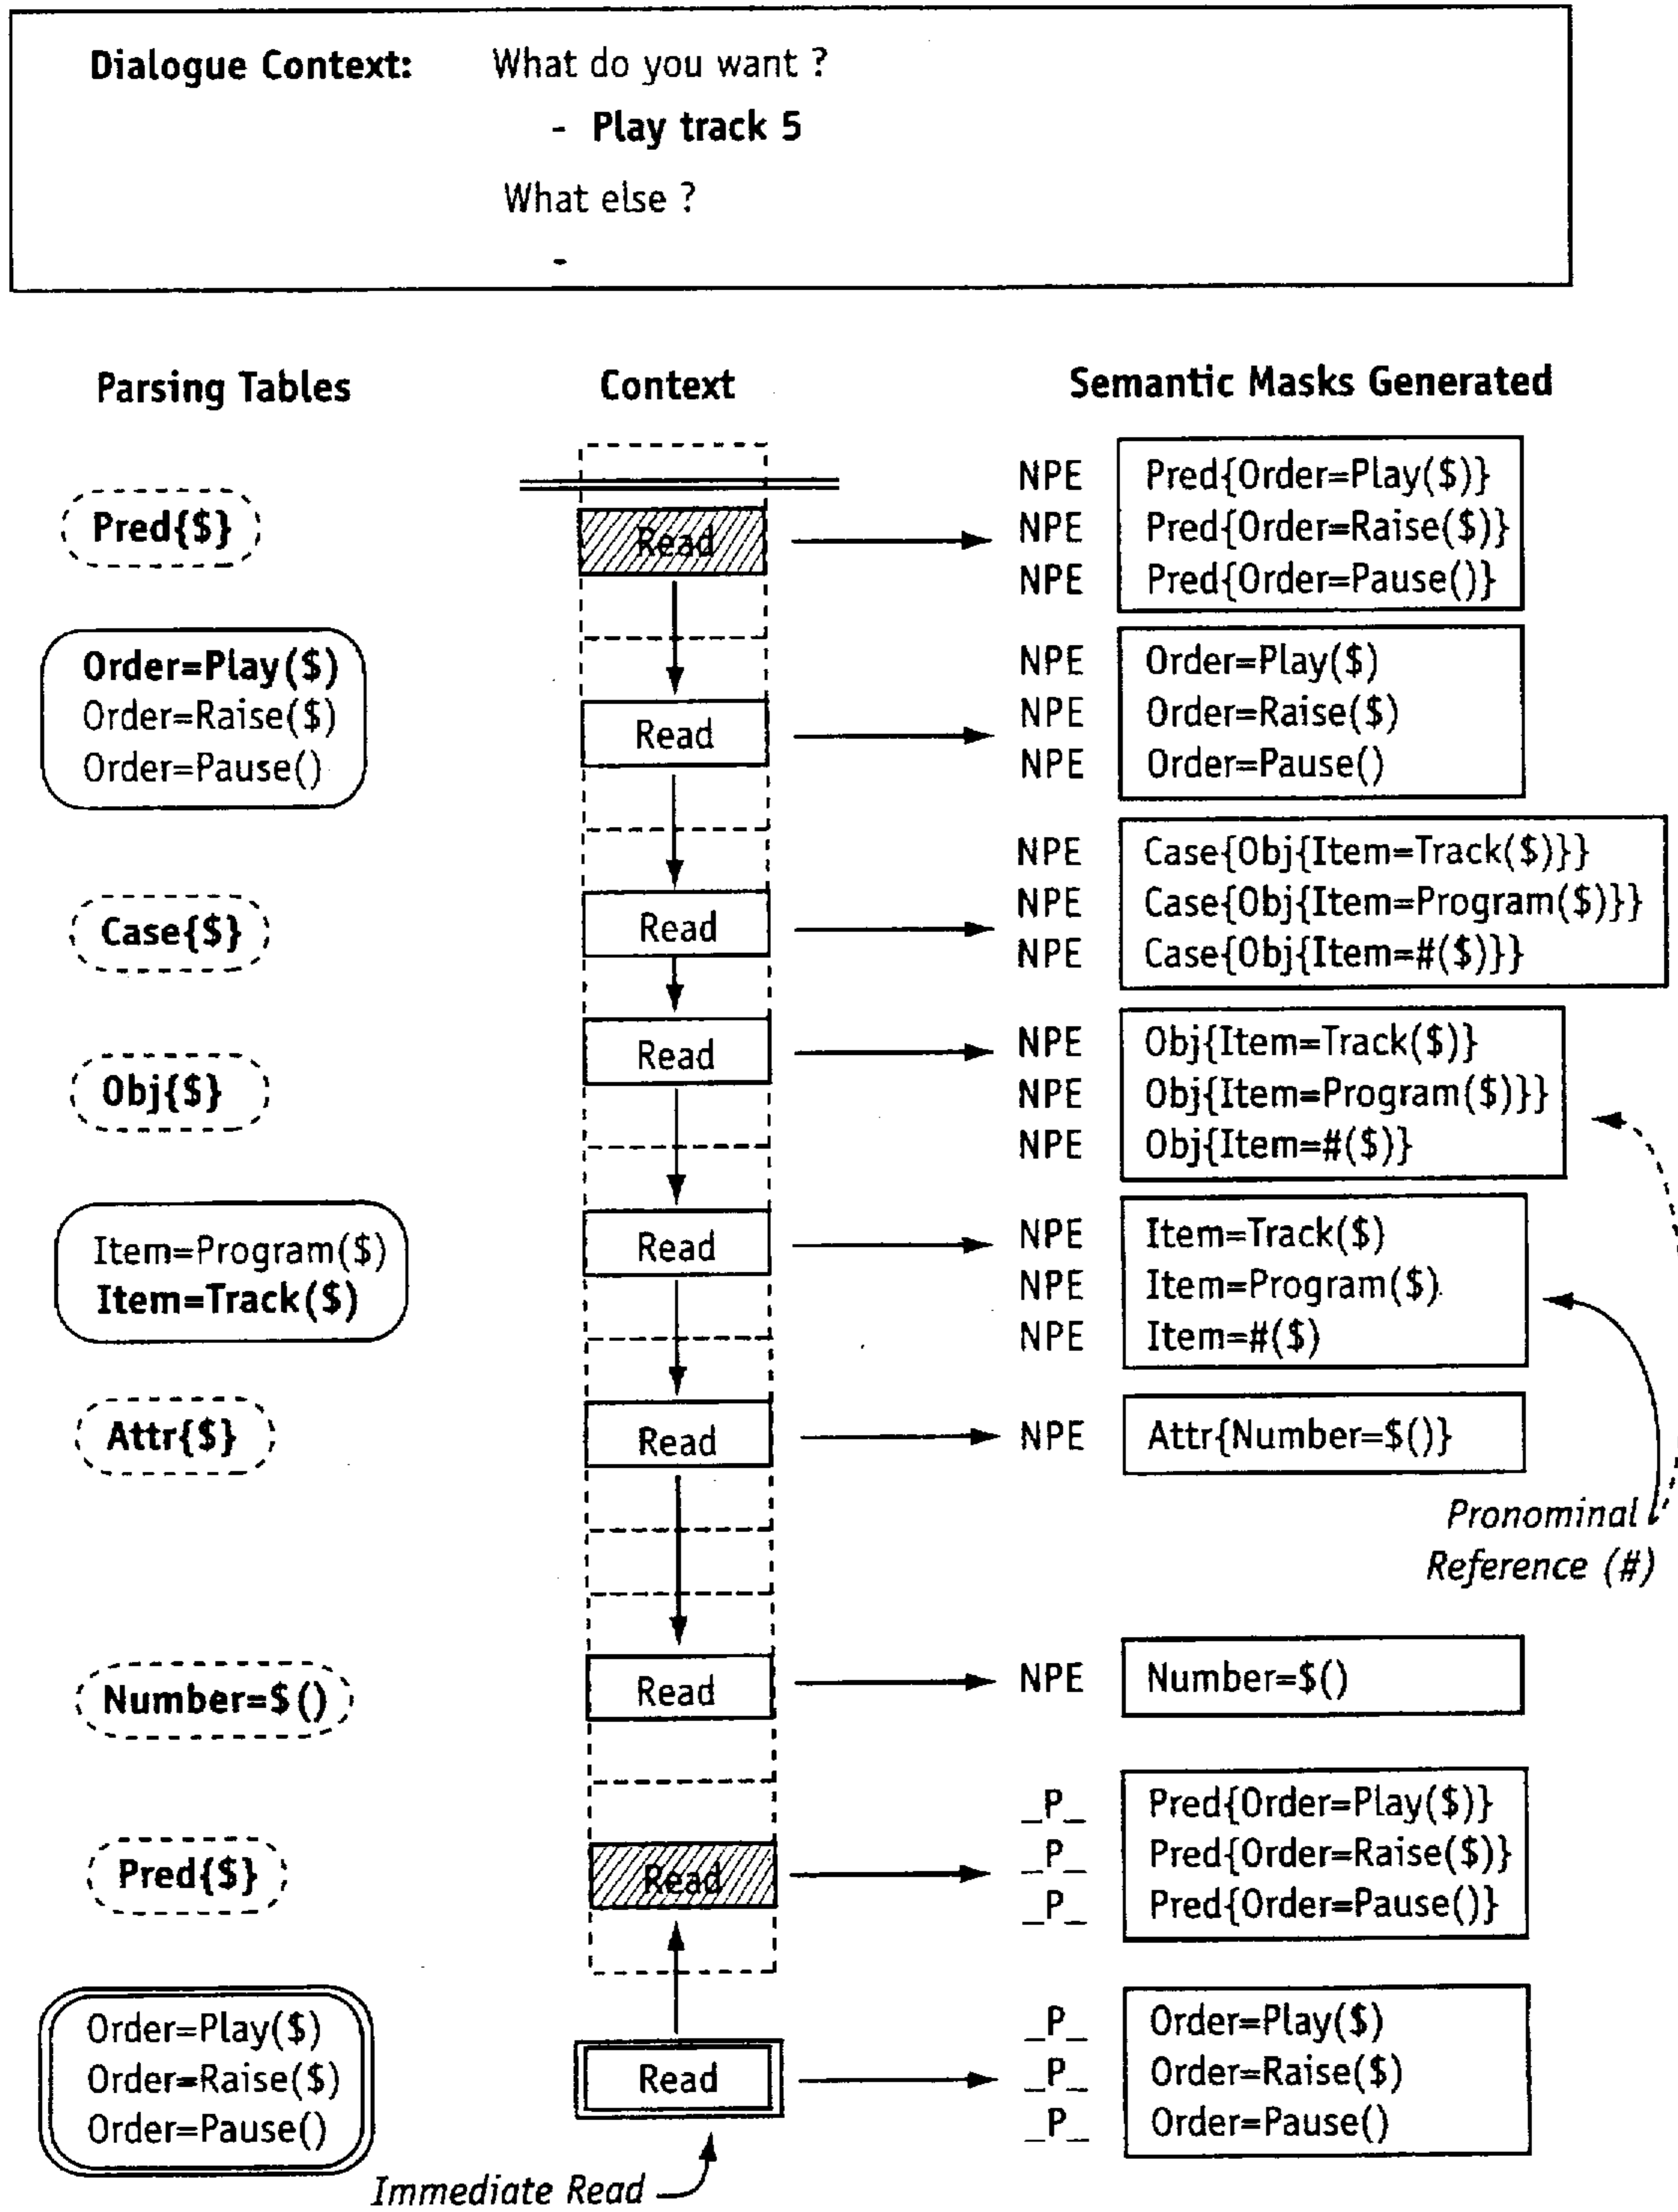 Dialogue Context: What do you want ?
- Play track 5
What else ?
-
Parsing Tables Context Semantic Masks Generated
Pred{$}
Read
NPE Pred{Order=Play($)}
NPE Pred{Order=Raise($)}
NPE Pred{Order=Pause()}
Order=Play($)
Order=Raise($)
Order=Pause()
Read
NPE Order=Play($)
NPE Order=Raise($)
NPE Order=Pause()
Case{$}
Read
NPE Case{Obj{Item=Track($)}}
NPE Case{Obj{Item=Program($)}}
NPE Case{Obj{Item=#($)}}
Obj{$}
Read
NPE Obj{Item=Track($)}
NPE Obj{Item=Program($)}}
NPE Obj{Item=#($)}
Item=Program($)
Item=Track($)
Read
NPE Item=Track($)
NPE Item=Program($)
NPE Item=#($)
Attr{$}
Read
NPE Attr{Number=$()}
Pronominal
Reference (#)
Number=$()
Read
NPE Number=$()
Pred{$}
Read
_P_ Pred{Order=Play($)}
_P_ Pred{Order=Raise($)}
_P_ Pred{Order=Pause()}
Order=Play($)
Order=Raise($)
Order=Pause()
Read
_P_ Order=Play($)
_P_ Order=Raise($)
_P_ Order=Pause()
Immediate Read